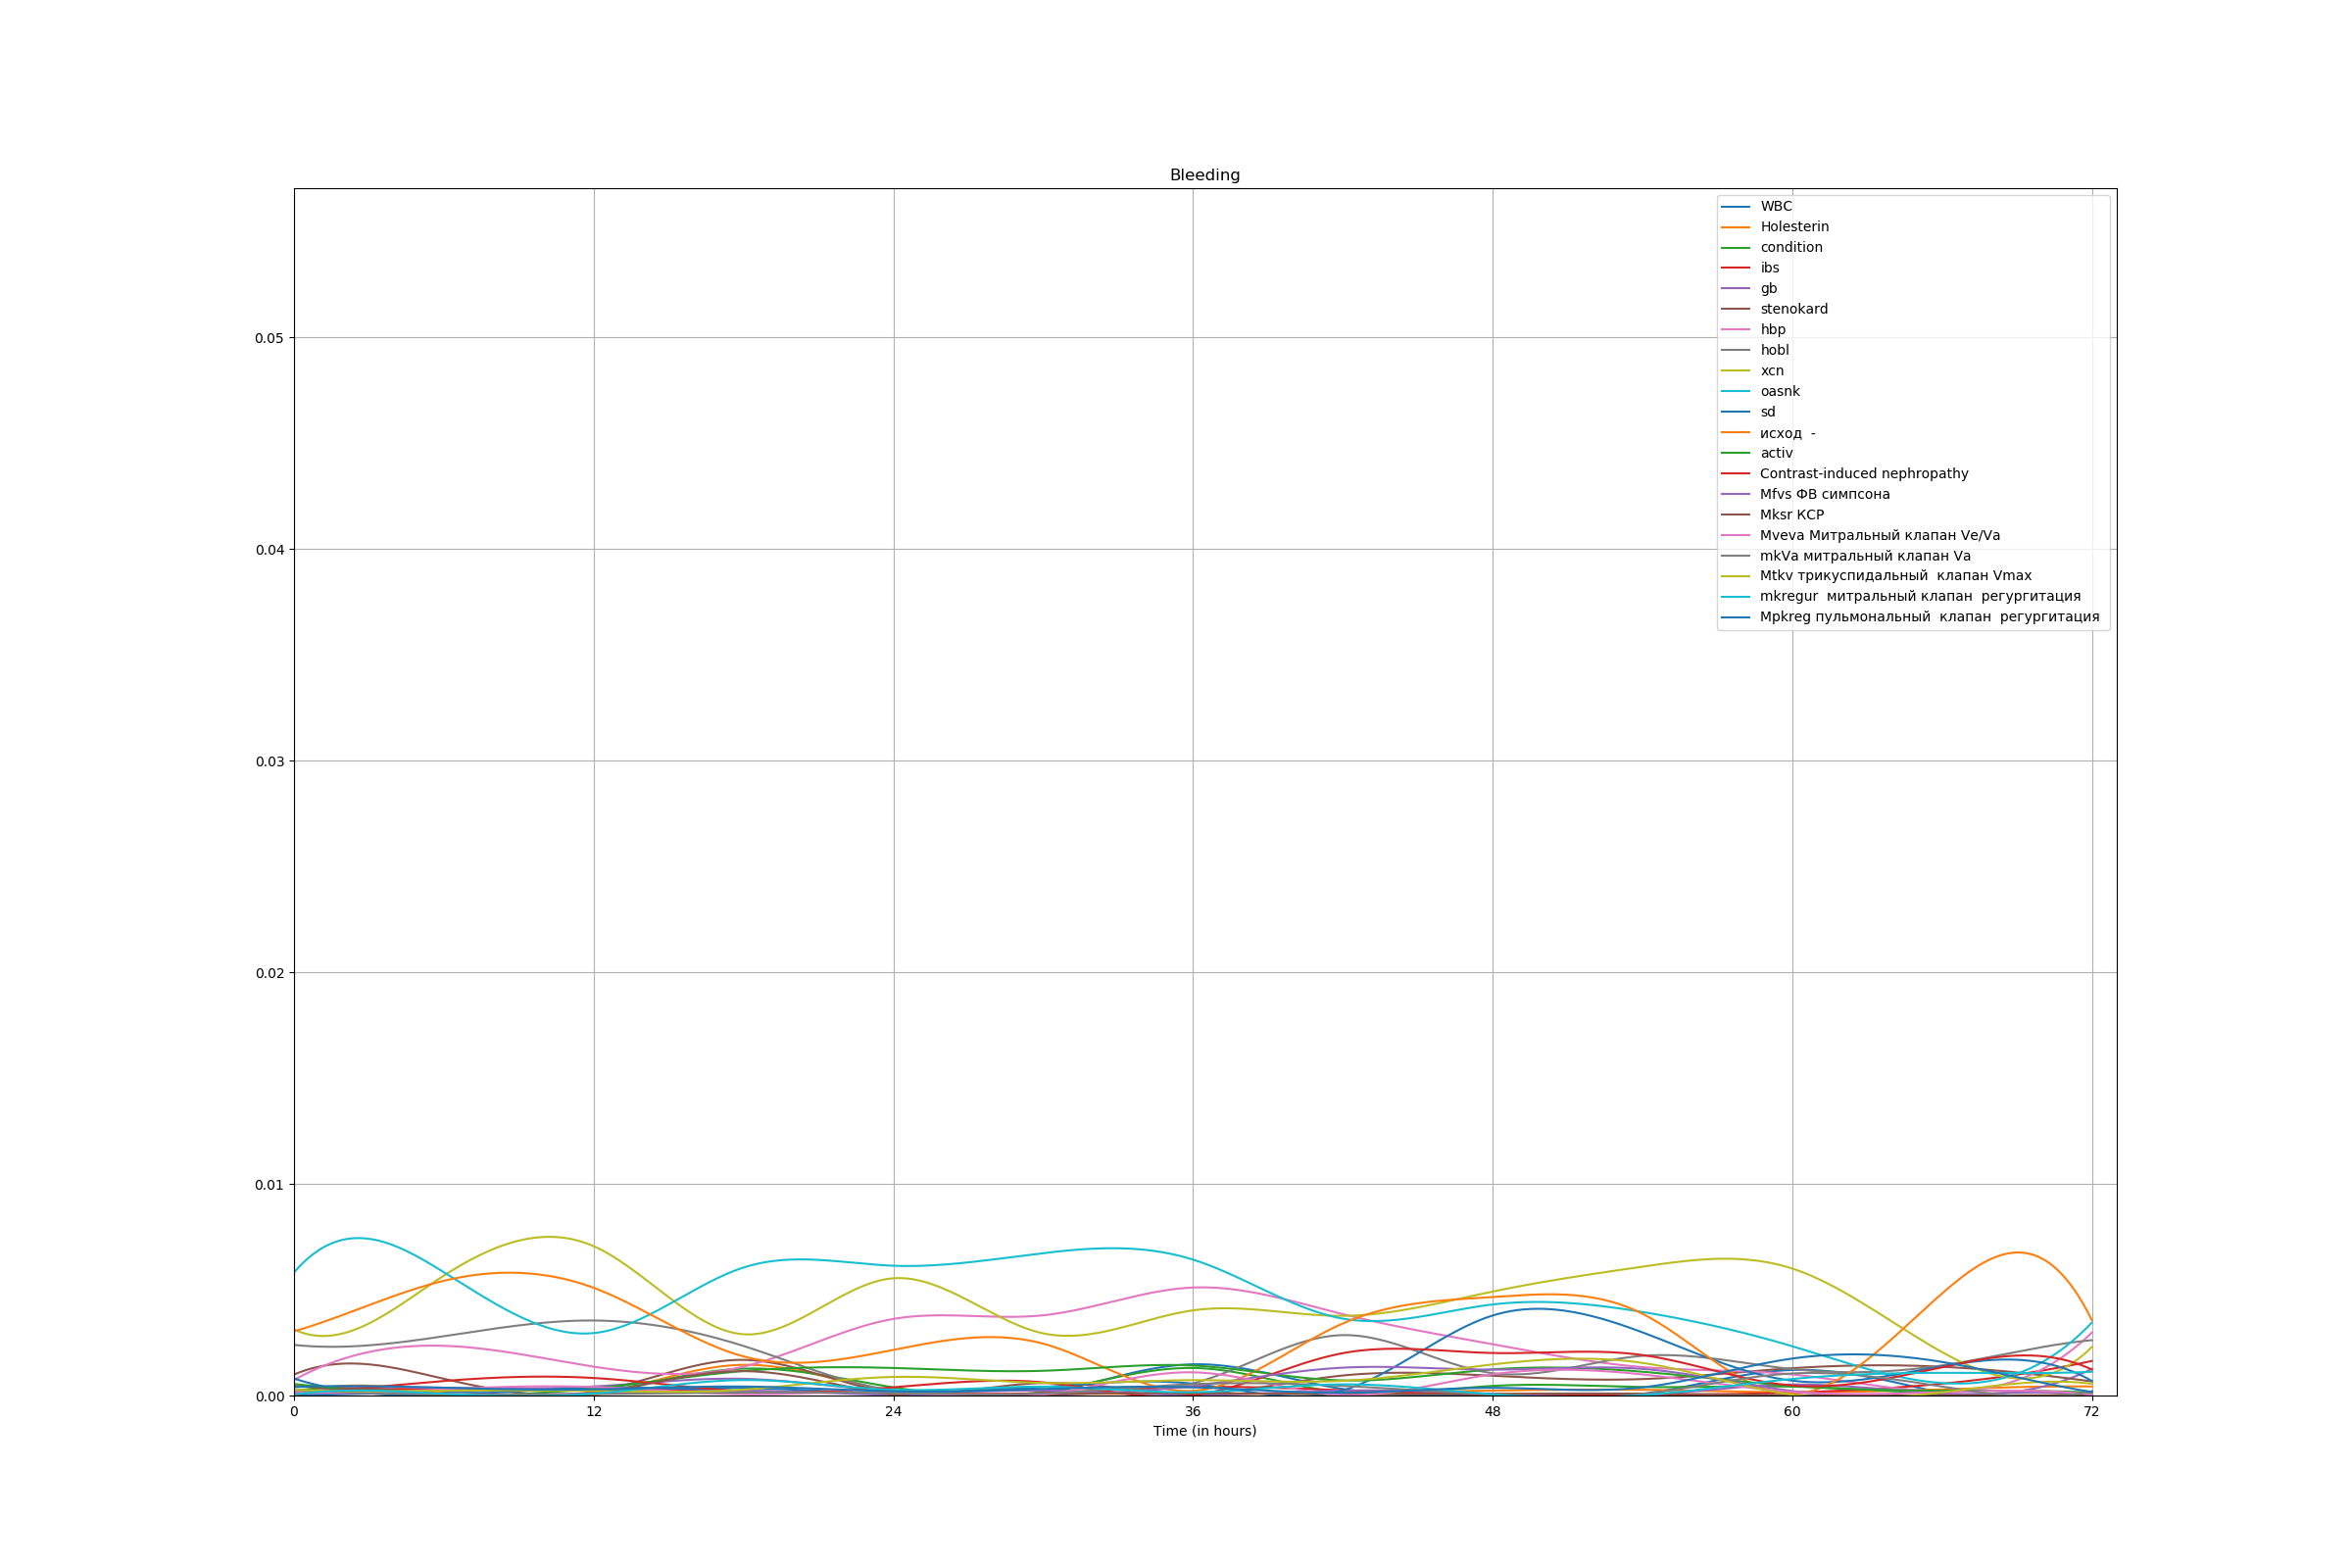 Bleeding
WBC
Holesterin
condition
ibs
gb
stenokard
hbp
hobl
xcn
oasnk
sd
исход  -
activ
Contrast-induced nephropathy
Mfvs ФВ симпсона
Mksr КСР
Mveva Митральный клапан Ve/Va
mkVa митральный клапан Va
Mtkv трикуспидальный  клапан Vmax
mkregur  митральный клапан  регургитация
Mpkreg пульмональный  клапан  регургитация
0.05
0.04
0.03
0.02
0.01
0.00
0 12 24 36 48 60 72
Time (in hours)